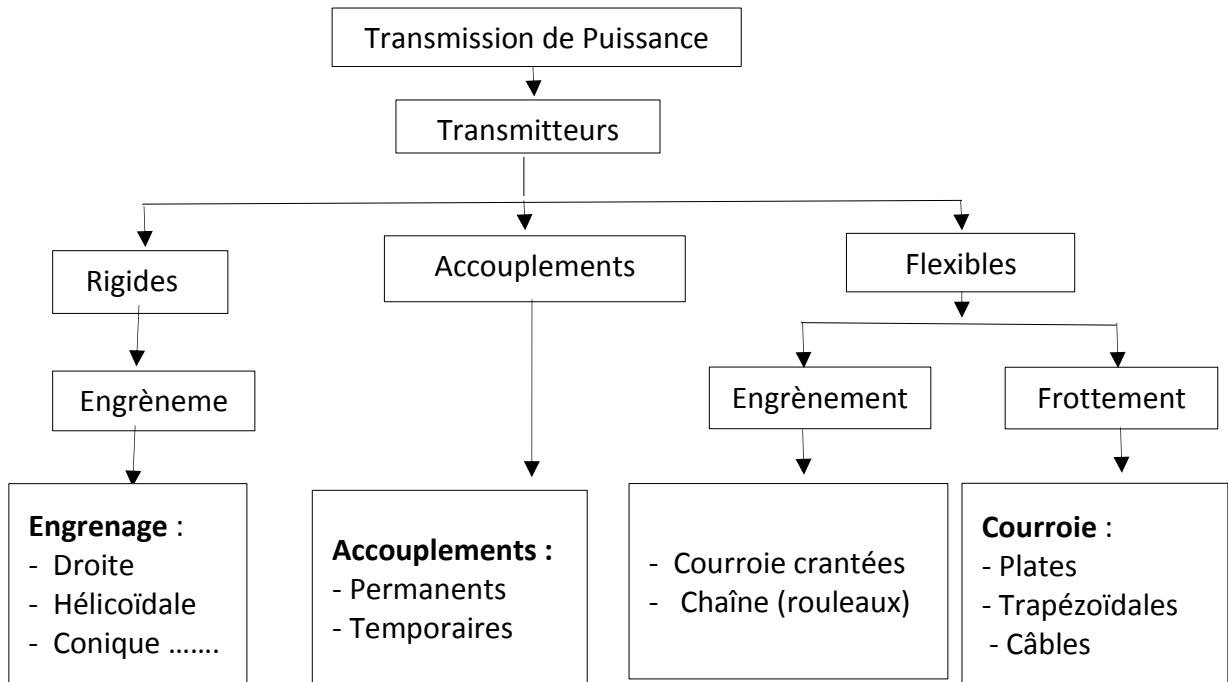 Transmission de Puissance
Transmitteurs
Rigides
Accouplements
Flexibles
Engrèneme
Engrènement
Frottement
Engrenage :
- Droite
- Hélicoïdale
- Conique …….
Accouplements :
- Permanents
- Temporaires
- Courroie crantées
- Chaîne (rouleaux)
Courroie :
- Plates
- Trapézoïdales
- Câbles